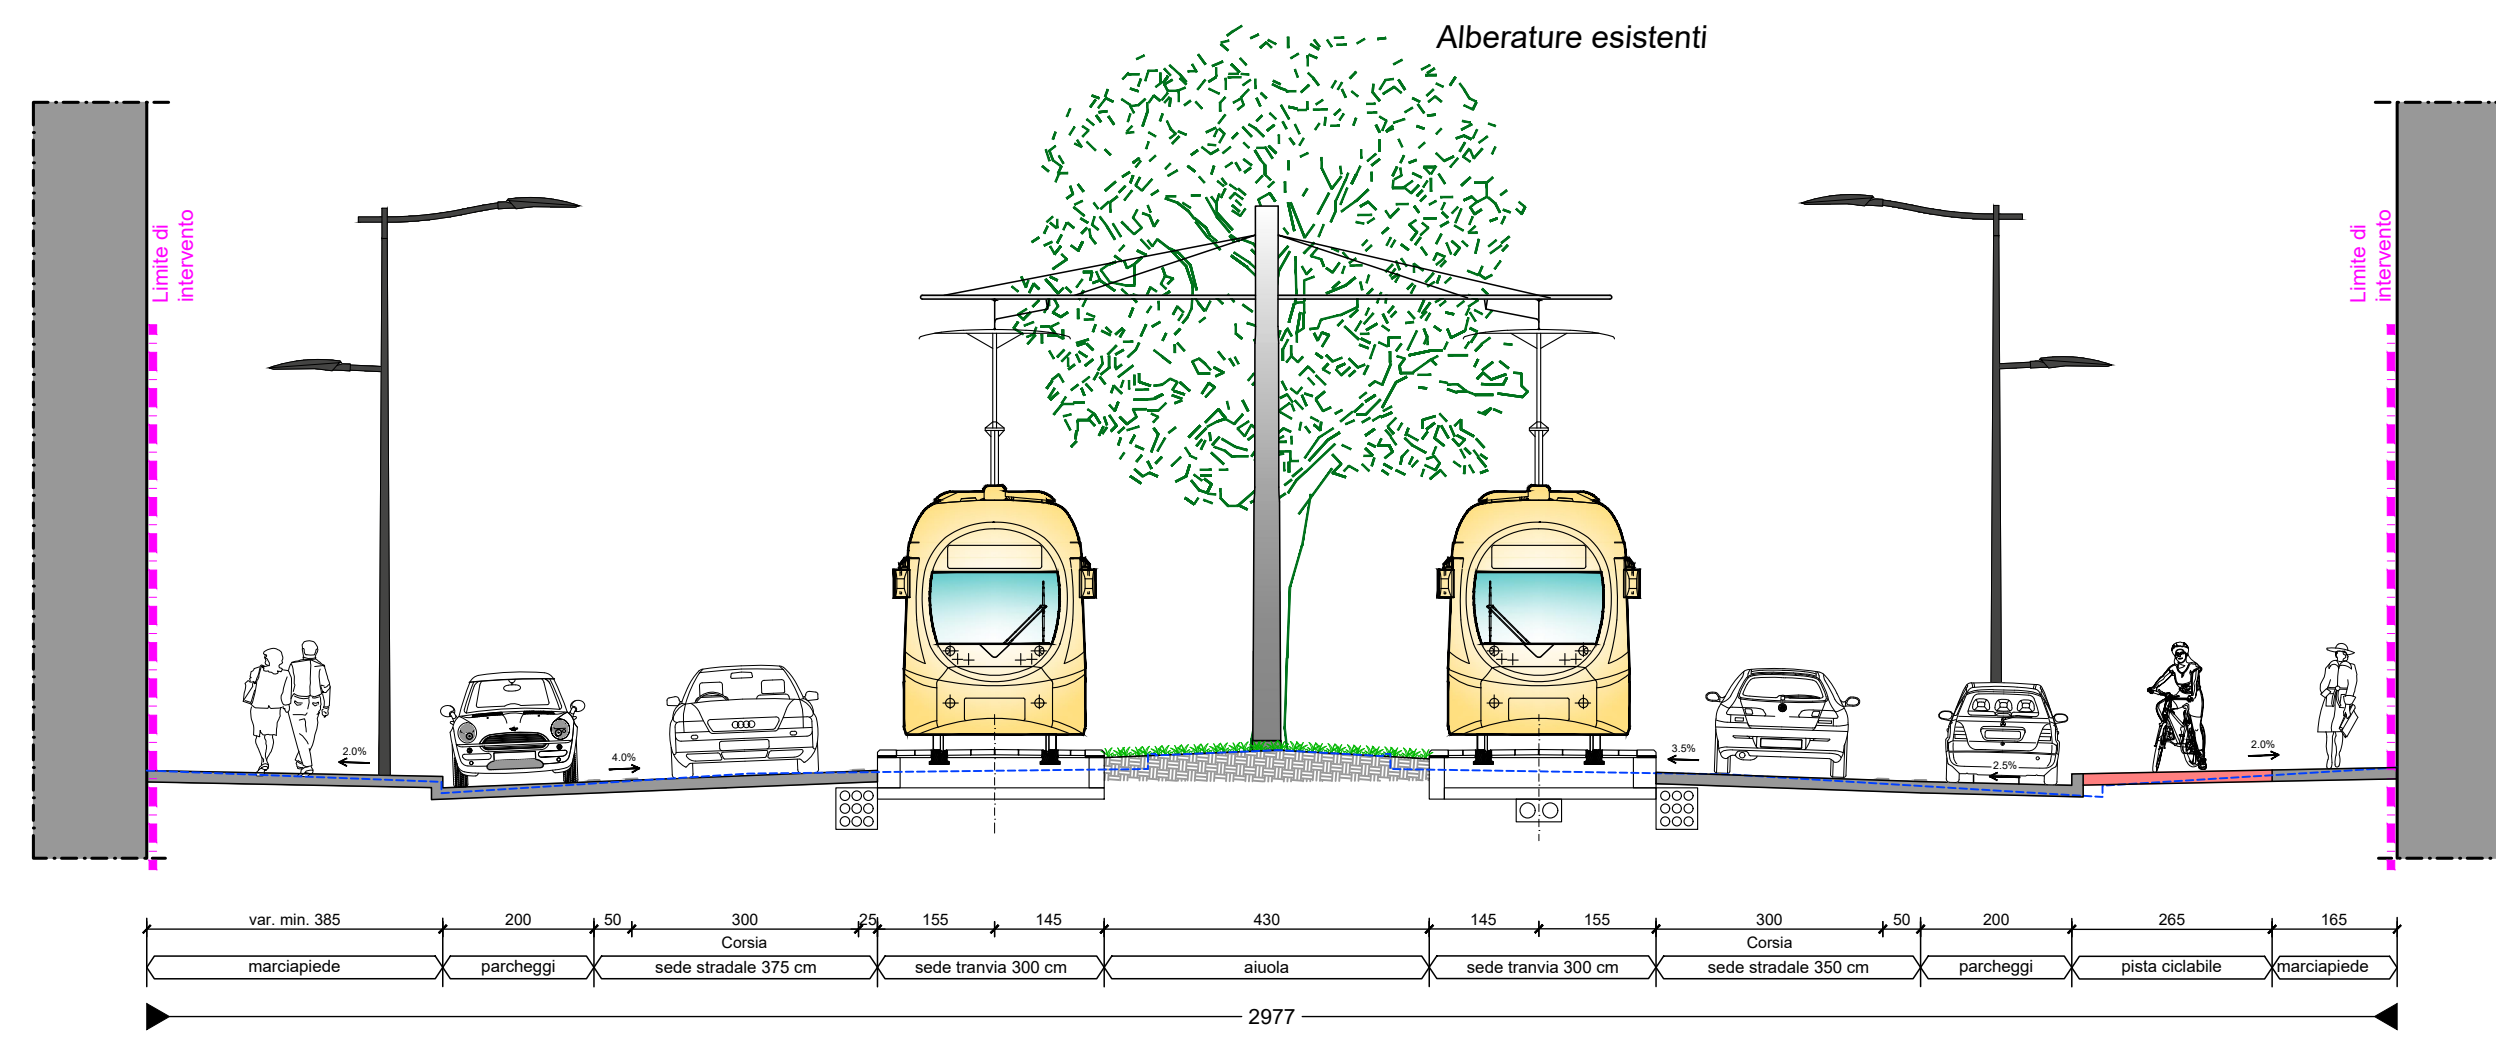 Alberature esistenti
Limite di
intervento
Limite di
intervento
2.0%
4.0%
3.5%
2.5%
2.0%
var. min. 385
200
50
300
25
155
145
430
145
155
300
50
200
265
165
Corsia
Corsia
marciapiede
parcheggi
sede stradale 375 cm
sede tranvia 300 cm
aiuola
sede tranvia 300 cm
sede stradale 350 cm
parcheggi
pista ciclabile
marciapiede
2977